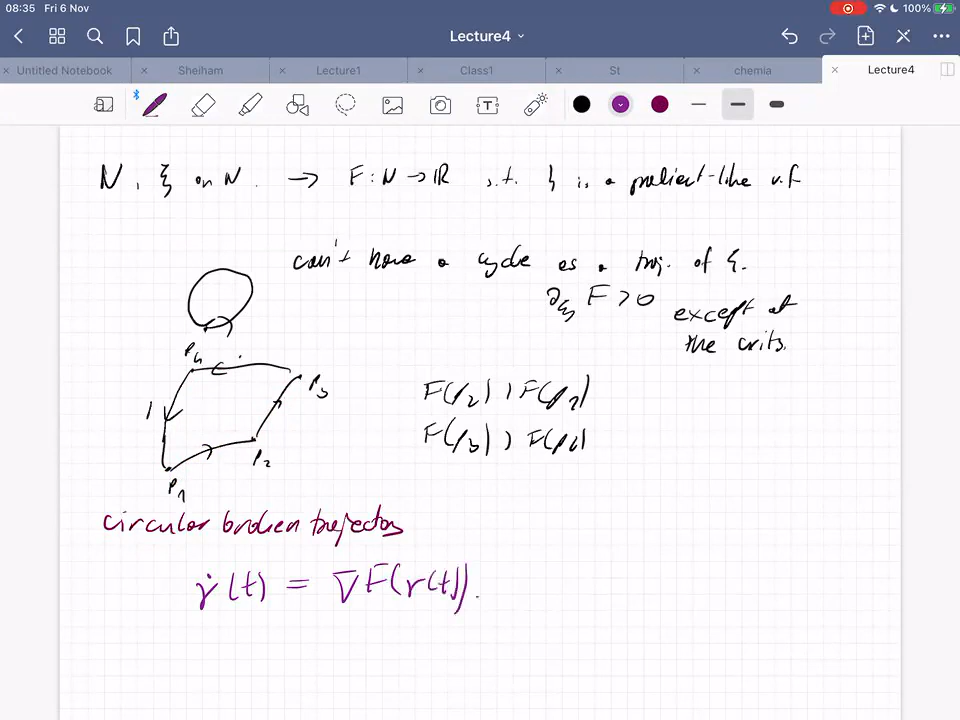 08:35 Fri 6 Nov 100%
Lecture4
Untitled Notebook Sheiham Lecture1 Class1 St chemia Lecture4
N, ξ on N. → F: N → ℝ s.t. ξ is a gradient-like v.f
can't have a cycle as a traj. of ξ.
∂ξ F > 0 except at
the crits.
P4
P3
F(p2) > F(p1)
F(p3) > F(p2)
P2
P1
circular broken trajectory
γ̇(t) = ∇F(γ(t)).